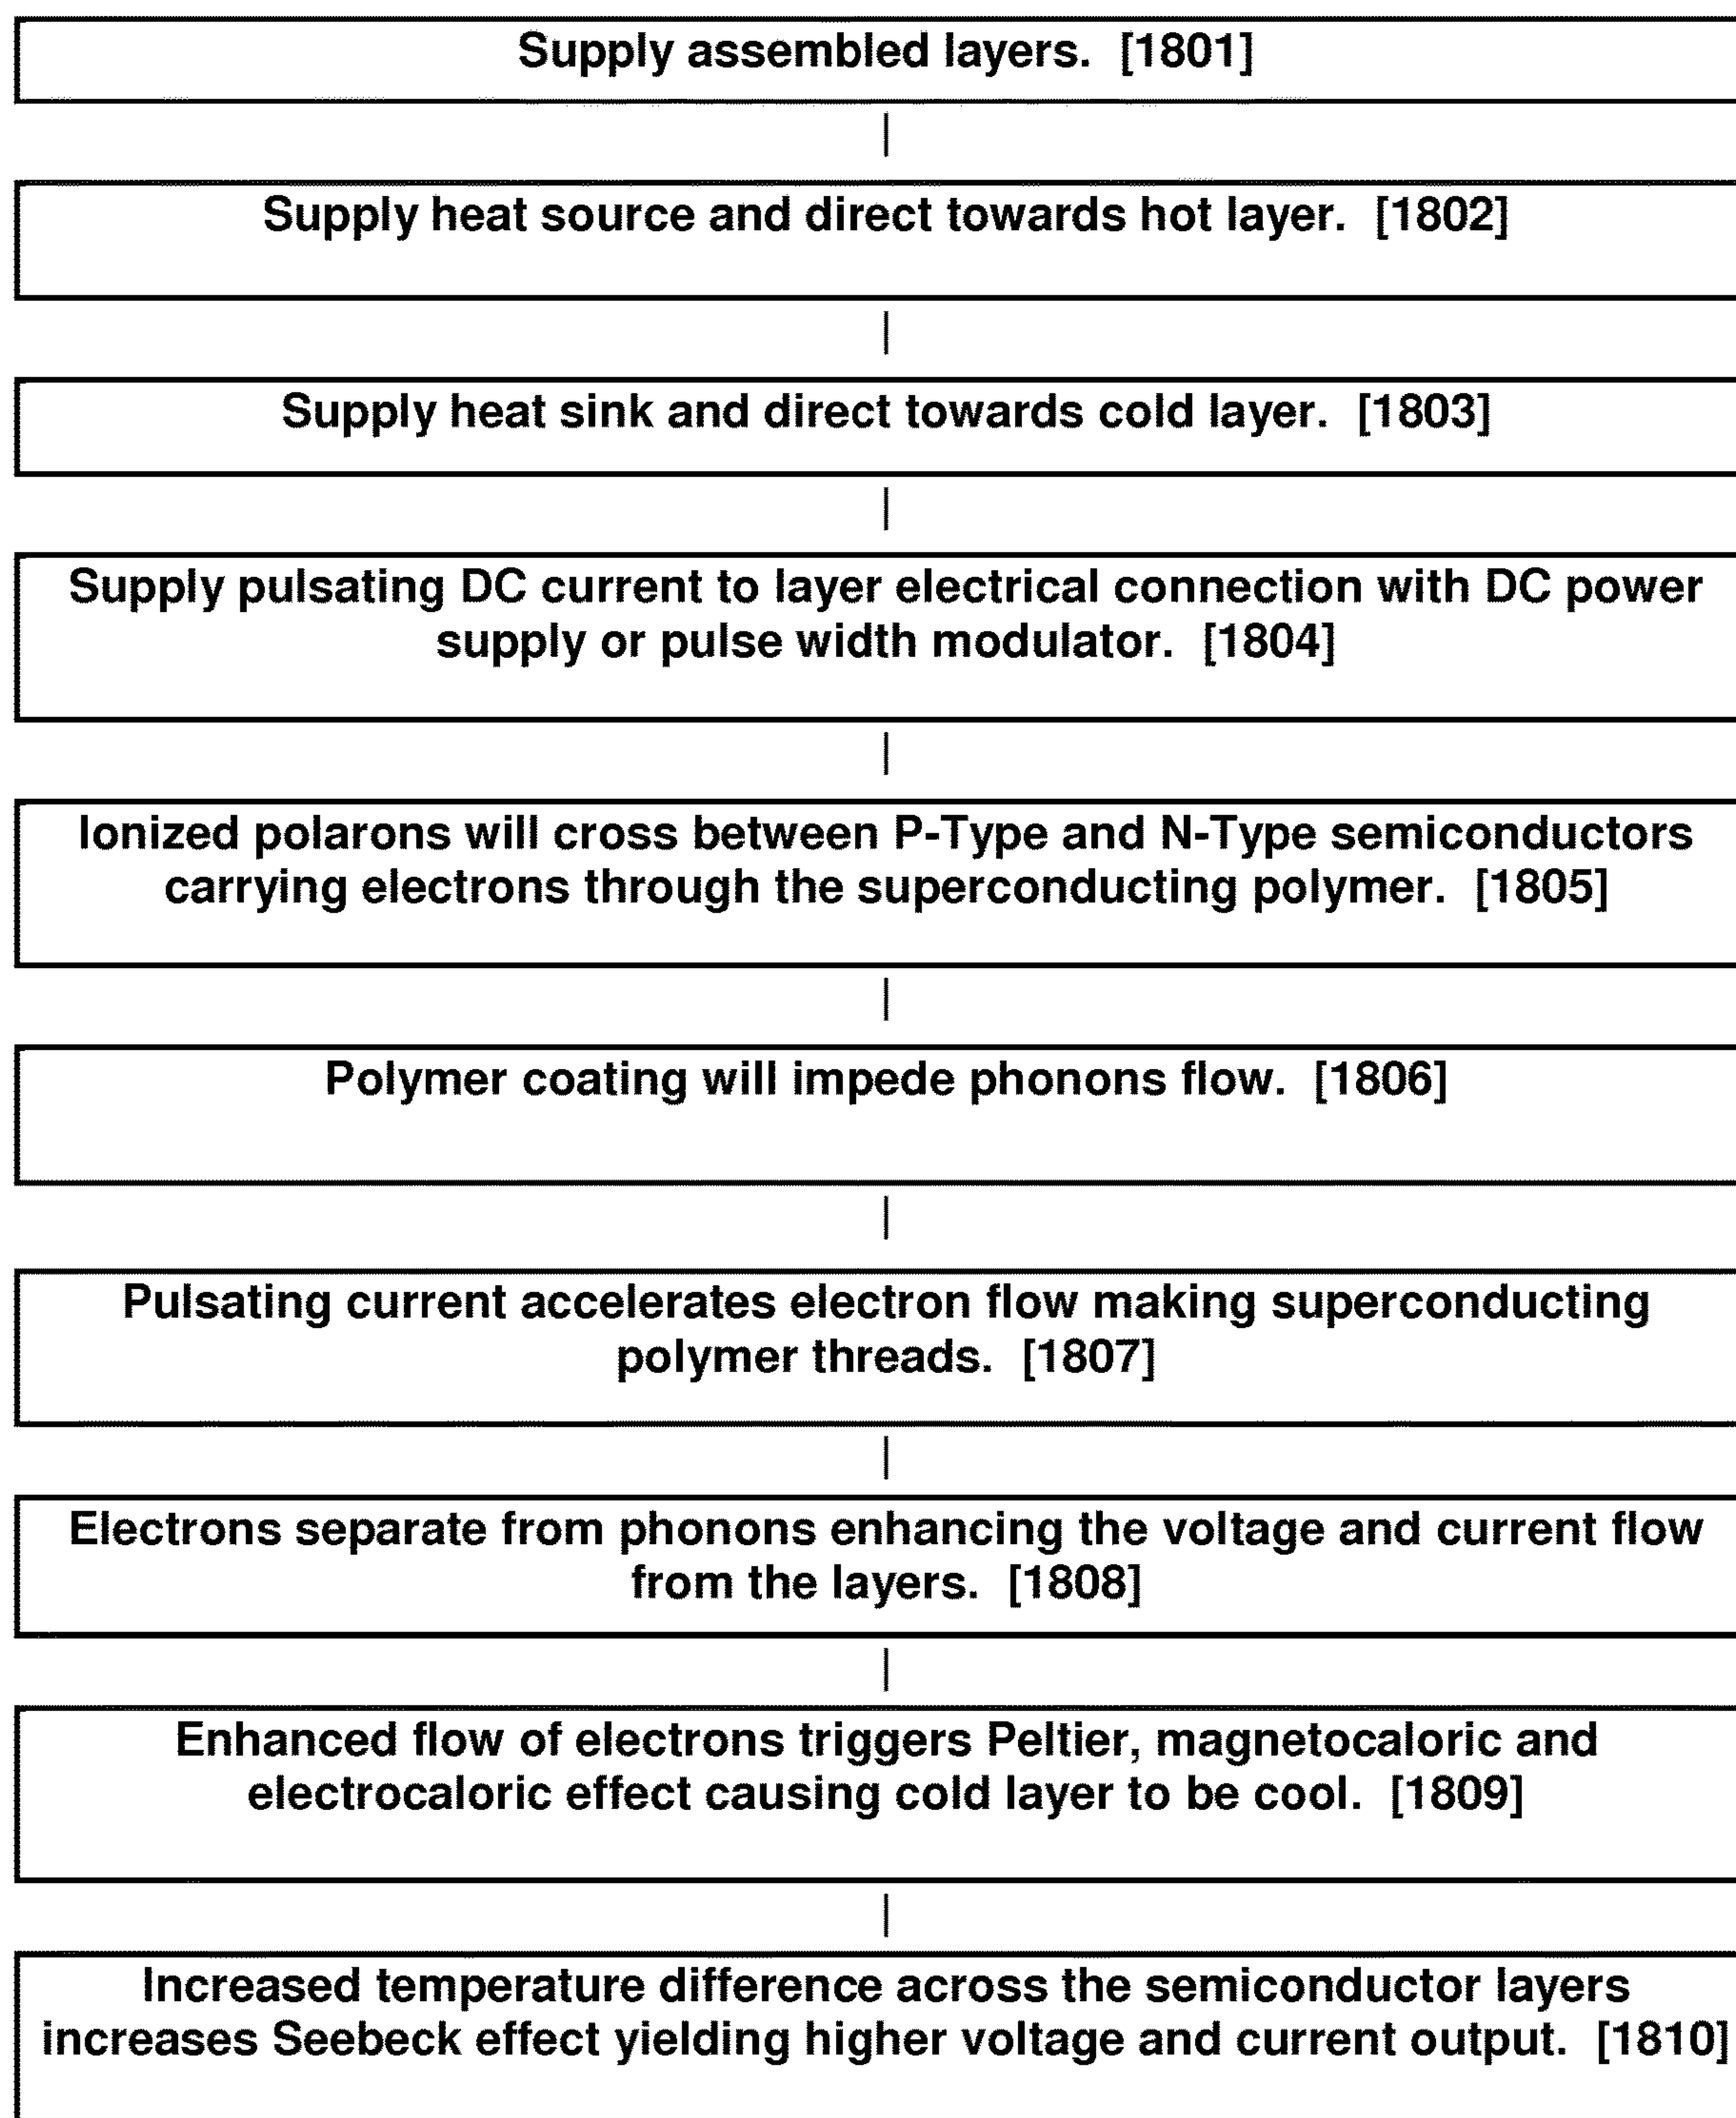 Supply assembled layers. [1801]
Supply heat source and direct towards hot layer. [1802]
Supply heat sink and direct towards cold layer. [1803]
Supply pulsating DC current to layer electrical connection with DC power
supply or pulse width modulator. [1804]
Ionized polarons will cross between P-Type and N-Type semiconductors
carrying electrons through the superconducting polymer. [1805]
Polymer coating will impede phonons flow. [1806]
Pulsating current accelerates electron flow making superconducting
polymer threads. [1807]
Electrons separate from phonons enhancing the voltage and current flow
from the layers. [1808]
Enhanced flow of electrons triggers Peltier, magnetocaloric and
electrocaloric effect causing cold layer to be cool. [1809]
Increased temperature difference across the semiconductor layers
increases Seebeck effect yielding higher voltage and current output. [1810]